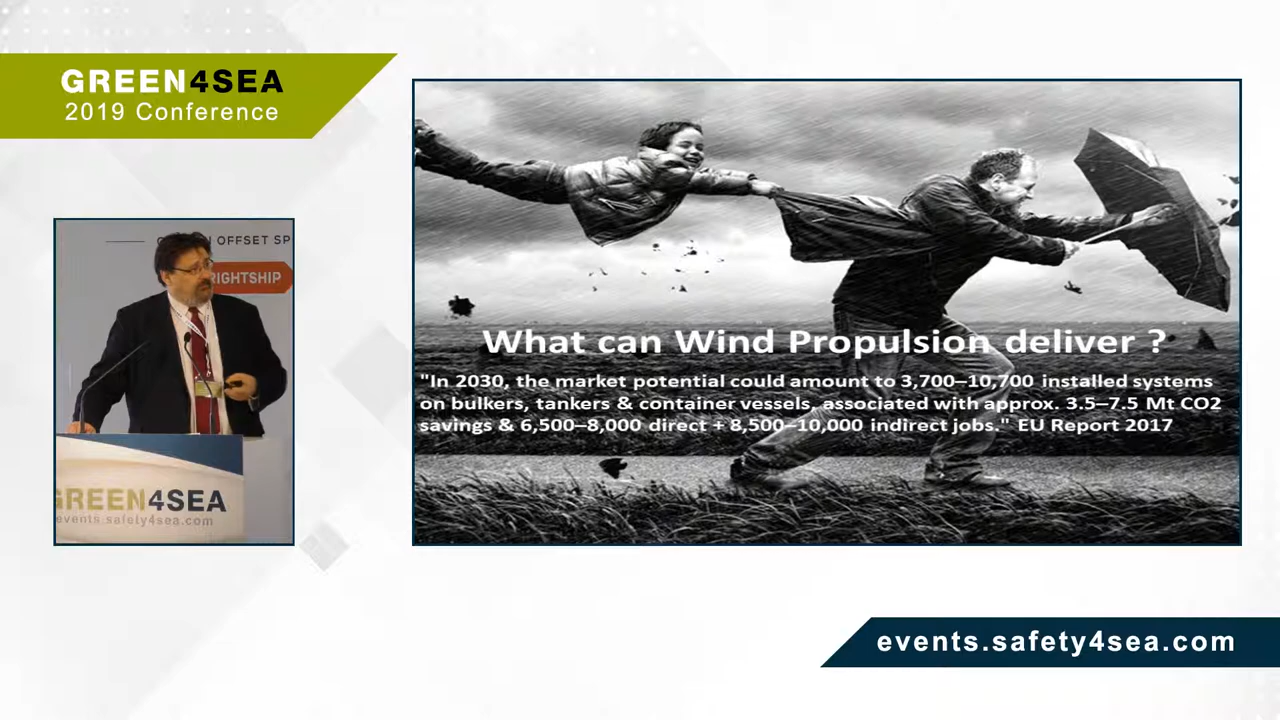 GREEN4SEA
2019 Conference
OFFSET SP
RIGHTSHIP
GREEN4SEA
events.safety4sea.com
What can Wind Propulsion deliver ?
"In 2030, the market potential could amount to 3,700–10,700 installed systems
on bulkers, tankers & container vessels, associated with approx. 3.5–7.5 Mt CO2
savings & 6,500–8,000 direct + 8,500–10,000 indirect jobs." EU Report 2017
events.safety4sea.com